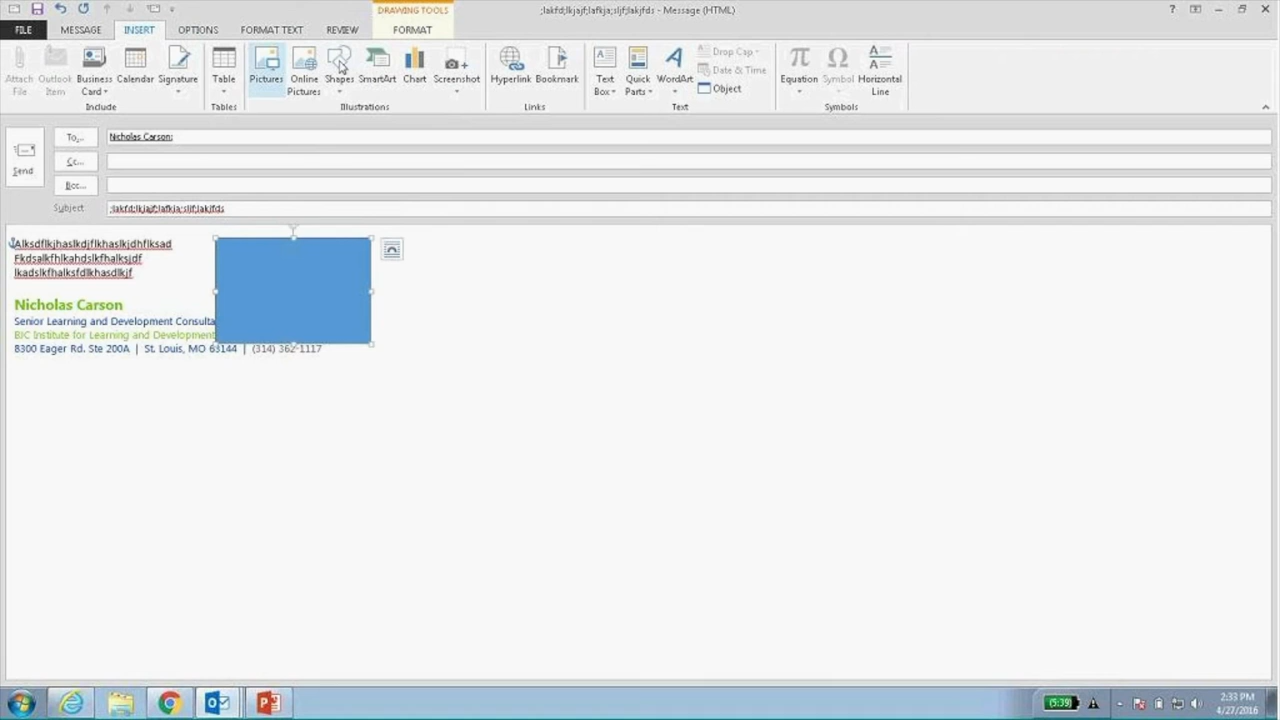 ;lakfd;lkjajf;lafkja;sljf;lakjfds - Message (HTML)
DRAWING TOOLS
FILE MESSAGE INSERT OPTIONS FORMAT TEXT REVIEW FORMAT
Attach File
Outlook Item
Business Card
Calendar
Signature
Include
Table
Tables
Pictures
Online Pictures
Shapes
SmartArt
Chart
Screenshot
Illustrations
Hyperlink
Bookmark
Links
Text Box
Quick Parts
WordArt
Drop Cap
Date & Time
Object
Text
Equation
Symbol
Horizontal Line
Symbols
Send
To... Nicholas Carson;
Cc...
Bcc...
Subject ;lakfd;lkjajf;lafkja;sljf;lakjfds
Alksdflkjhaslkdjflkhaslkjdhflksad
Fkdsalkfhlkahdslkfhalksjdf
lkadslkfhalksfdlkhasdlkjf
Nicholas Carson
Senior Learning and Development Consulta
BJC Institute for Learning and Development
8300 Eager Rd. Ste 200A | St. Louis, MO 63144 | (314) 362-1117
(5:39)
2:33 PM
4/27/2016